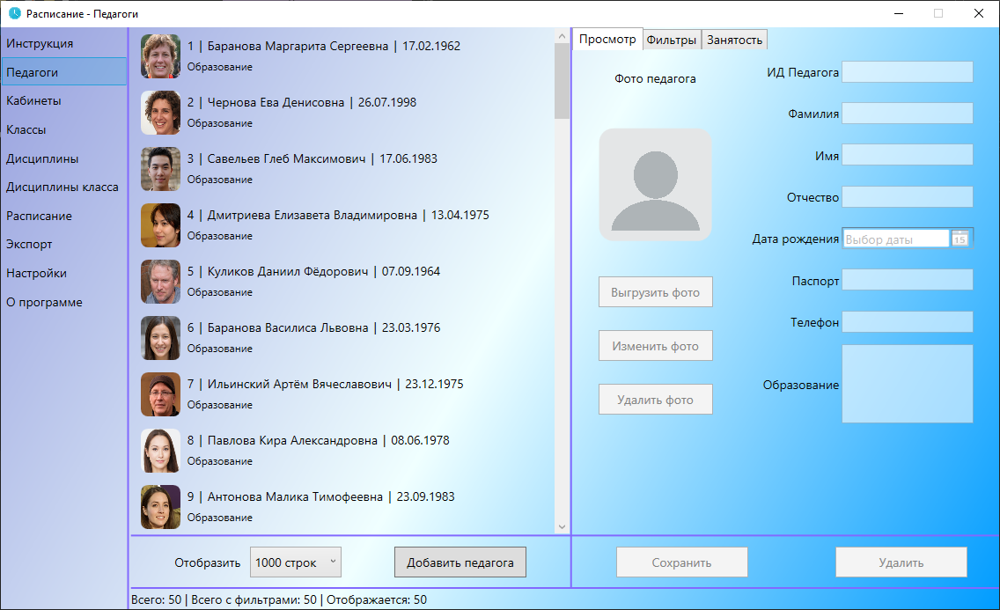 Расписание - Педагоги
Инструкция
Педагоги
Кабинеты
Классы
Дисциплины
Дисциплины класса
Расписание
Экспорт
Настройки
О программе
1 | Баранова Маргарита Сергеевна | 17.02.1962
Образование
2 | Чернова Ева Денисовна | 26.07.1998
Образование
3 | Савельев Глеб Максимович | 17.06.1983
Образование
4 | Дмитриева Елизавета Владимировна | 13.04.1975
Образование
5 | Куликов Даниил Фёдорович | 07.09.1964
Образование
6 | Баранова Василиса Львовна | 23.03.1976
Образование
7 | Ильинский Артём Вячеславович | 23.12.1975
Образование
8 | Павлова Кира Александровна | 08.06.1978
Образование
9 | Антонова Малика Тимофеевна | 23.09.1983
Образование
Отобразить 1000 строк Добавить педагога
Просмотр Фильтры Занятость
Фото педагога
Выгрузить фото
Изменить фото
Удалить фото
ИД Педагога
Фамилия
Имя
Отчество
Дата рождения Выбор даты 15
Паспорт
Телефон
Образование
Сохранить Удалить
Всего: 50 | Всего с фильтрами: 50 | Отображается: 50